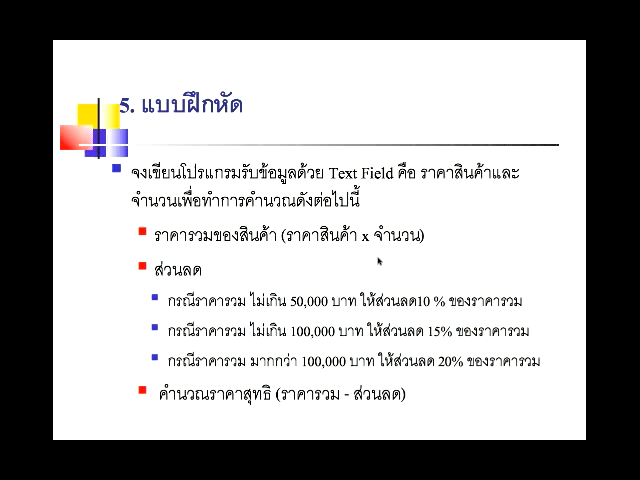 5. แบบฝึกหัด
จงเขียนโปรแกรมรับข้อมูลด้วย Text Field คือ ราคาสินค้าและ
จำนวนเพื่อทำการคำนวณดังต่อไปนี้
ราคารวมของสินค้า (ราคาสินค้า x จำนวน)
ส่วนลด
กรณีราคารวม ไม่เกิน 50,000 บาท ให้ส่วนลด10 % ของราคารวม
กรณีราคารวม ไม่เกิน 100,000 บาท ให้ส่วนลด 15% ของราคารวม
กรณีราคารวม มากกว่า 100,000 บาท ให้ส่วนลด 20% ของราคารวม
คำนวณราคาสุทธิ (ราคารวม - ส่วนลด)